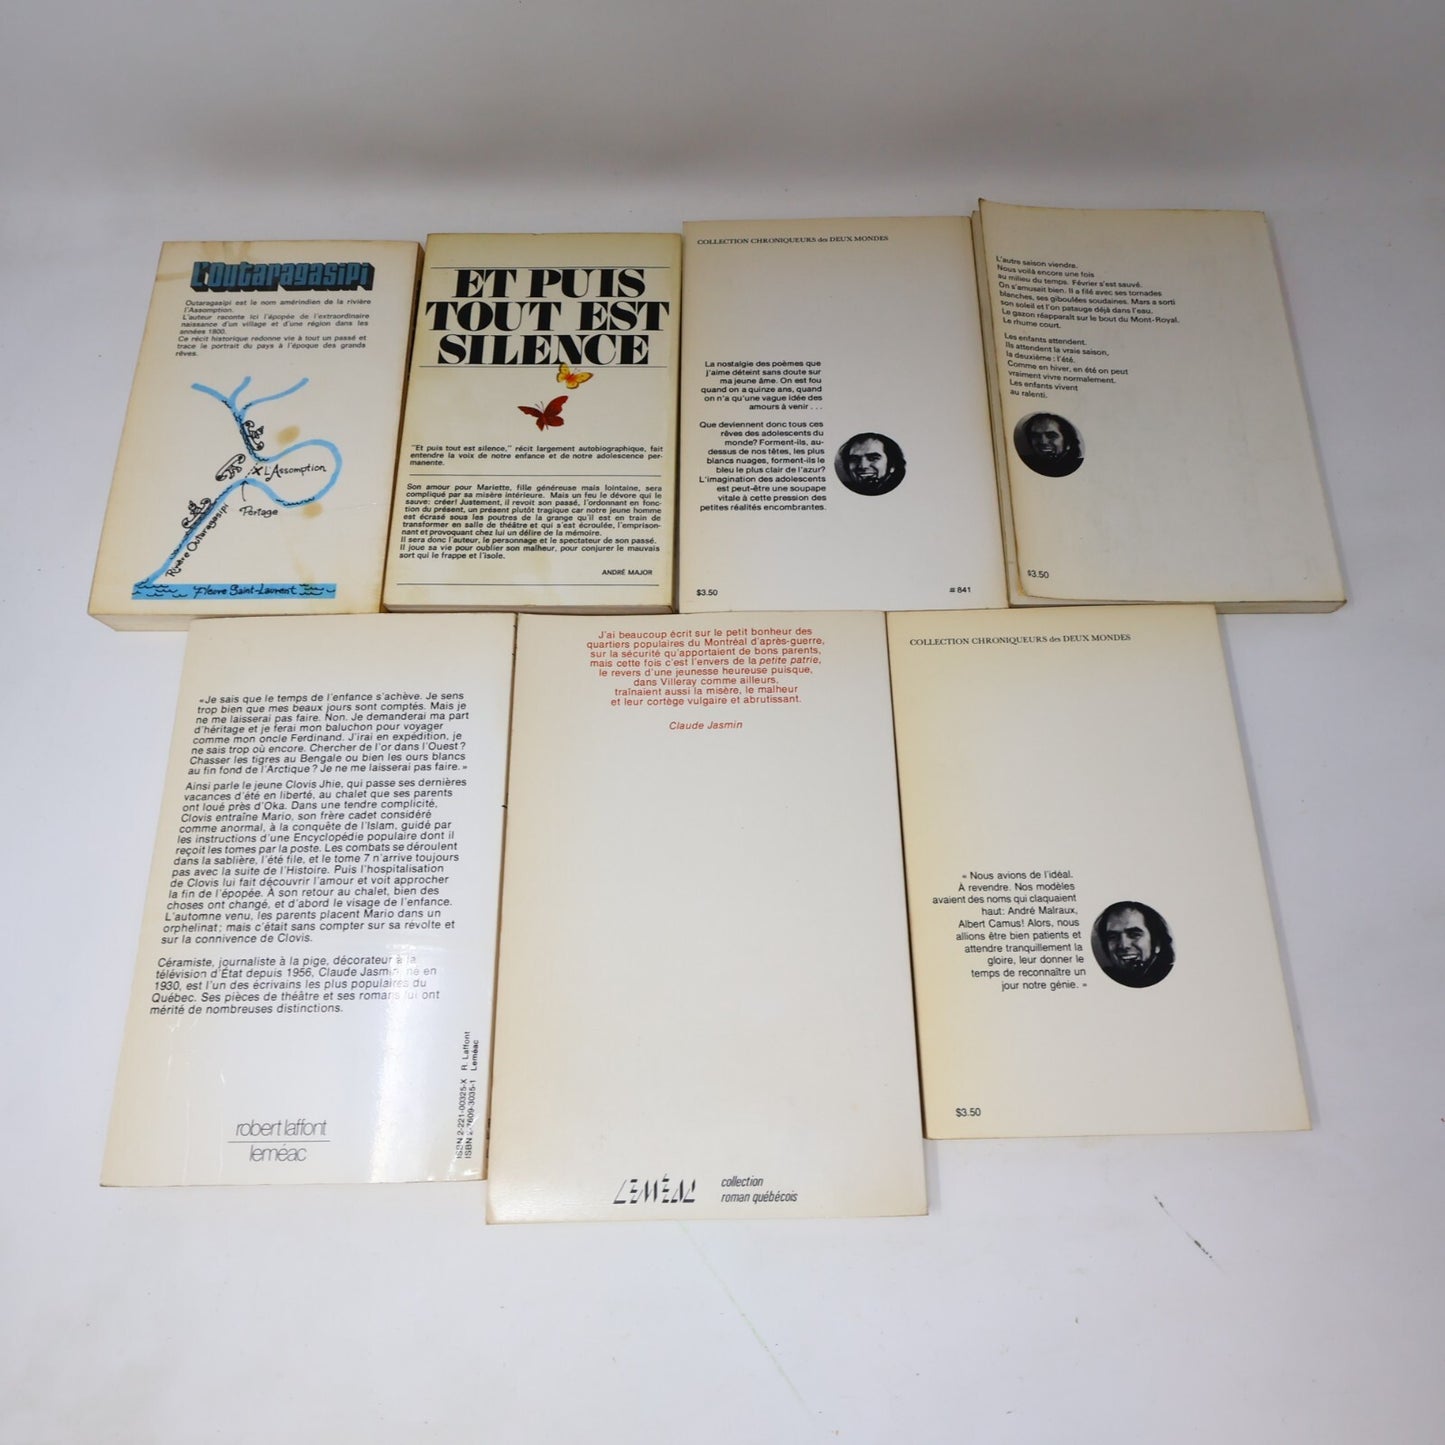 L'Outaragasipi
Outaragasipi est le nom amérindien de la rivière
l'Assomption.
L'auteur raconte ici l'épopée de l'extraordinaire
naissance d'un village et d'une région dans les
années 1800.
Ce récit historique redonne vie à tout un passé et
trace le portrait du pays à l'époque des grands
rêves.
L'Assomption
Portage
Rivière Outaragasipi
Fleuve Saint-Laurent
ET PUIS
TOUT EST
SILENCE
"Et puis tout est silence," récit largement autobiographique, fait
entendre la voix de notre enfance et de notre adolescence per-
manente.
Son amour pour Mariette, fille généreuse mais lointaine, sera
compliqué par sa misère intérieure. Mais un feu le dévore qui le
sauve: créer! Justement, il revoit son passé, l'ordonnant en fonc-
tion du présent, un présent plutôt tragique car notre jeune homme
est écrasé sous les poutres de la grange qu'il est en train de
transformer en salle de théâtre et qui s'est écroulée, l'emprison-
nant et provoquant chez lui un délire de la mémoire.
Il sera donc l'auteur, le personnage et le spectateur de son passé.
Il joue sa vie pour oublier son malheur, pour conjurer le mauvais
sort qui le frappe et l'isole.
ANDRÉ MAJOR
COLLECTION CHRONIQUEURS des DEUX MONDES
La nostalgie des poèmes que
j'aime déteint sans doute sur
ma jeune âme. On est fou
quand on a quinze ans, quand
on n'a qu'une vague idée des
amours à venir . . .
Que deviennent donc tous ces
rêves des adolescents du
monde? Forment-ils, au-
dessus de nos têtes, les plus
blancs nuages, forment-ils le
bleu le plus clair de l'azur?
L'imagination des adolescents
est peut-être une soupape
vitale à cette pression des
petites réalités encombrantes.
$3.50
# 841
L'autre saison viendre.
Nous voilà encore une fois
au milieu du temps. Février s'est sauvé.
On s'amusait bien. Il a filé avec ses tornades
blanches, ses giboulées soudaines. Mars a sorti
son soleil et l'on patauge déjà dans l'eau.
Le gazon réapparaît sur le bout du Mont-Royal.
Le rhume court.
Les enfants attendent.
Ils attendent la vraie saison,
la deuxième : l'été.
Comme en hiver, en été on peut
vraiment vivre normalement.
Les enfants vivent
au ralenti.
$3.50
«Je sais que le temps de l'enfance s'achève. Je sens
trop bien que mes beaux jours sont comptés. Mais je
ne me laisserai pas faire. Non. Je demanderai ma part
d'héritage et je ferai mon baluchon pour voyager
comme mon oncle Ferdinand. J'irai en expédition, je
ne sais trop où encore. Chercher de l'or dans l'Ouest ?
Chasser les tigres au Bengale ou bien les ours blancs
au fin fond de l'Arctique ? Je ne me laisserai pas faire. »
Ainsi parle le jeune Clovis Jhie, qui passe ses dernières
vacances d'été en liberté, au chalet que ses parents
ont loué près d'Oka. Dans une tendre complicité,
Clovis entraîne Mario, son frère cadet considéré
comme anormal, à la conquête de l'Islam, guidé par
les instructions d'une Encyclopédie populaire dont il
reçoit les tomes par la poste. Les combats se déroulent
dans la sablière, l'été file, et le tome 7 n'arrive toujours
pas avec la suite de l'Histoire. Puis l'hospitalisation
de Clovis lui fait découvrir l'amour et voit approcher
la fin de l'épopée. À son retour au chalet, bien des
choses ont changé, et d'abord le visage de l'enfance.
L'automne venu, les parents placent Mario dans un
orphelinat ; mais c'était sans compter sur sa révolte et
sur la connivence de Clovis.
Céramiste, journaliste à la pige, décorateur à la
télévision d'État depuis 1956, Claude Jasmin, né en
1930, est l'un des écrivains les plus populaires du
Québec. Ses pièces de théâtre et ses romans lui ont
mérité de nombreuses distinctions.
robert laffont
leméac
ISBN 2-221-00325-X R. Laffont
ISBN 2-7609-3035-1 Leméac
J'ai beaucoup écrit sur le petit bonheur des
quartiers populaires du Montréal d'après-guerre,
sur la sécurité qu'apportaient de bons parents,
mais cette fois c'est l'envers de la petite patrie,
le revers d'une jeunesse heureuse puisque,
dans Villeray comme ailleurs,
traînaient aussi la misère, le malheur
et leur cortège vulgaire et abrutissant.
Claude Jasmin
LEMÉAC
collection
roman québécois
COLLECTION CHRONIQUEURS des DEUX MONDES
« Nous avions de l'idéal.
À revendre. Nos modèles
avaient des noms qui claquaient
haut: André Malraux,
Albert Camus! Alors, nous
allions être bien patients et
attendre tranquillement la
gloire, leur donner le
temps de reconnaître un
jour notre génie. »
$3.50